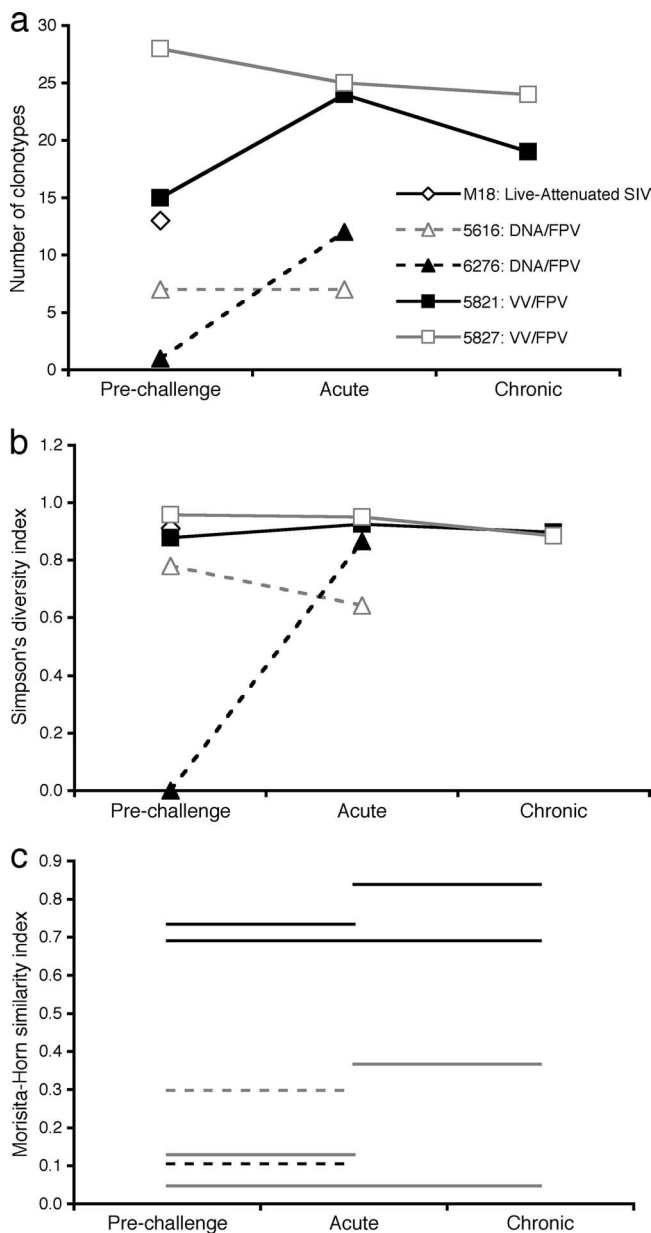 a
Number of clonotypes
30
25
20
15
10
5
0
M18: Live-Attenuated SIV
5616: DNA/FPV
6276: DNA/FPV
5821: VV/FPV
5827: VV/FPV
Pre-challenge Acute Chronic
b
Simpson's diversity index
1.2
1.0
0.8
0.6
0.4
0.2
0.0
Pre-challenge Acute Chronic
c
Morisita-Horn similarity index
0.9
0.8
0.7
0.6
0.5
0.4
0.3
0.2
0.1
0.0
Pre-challenge Acute Chronic